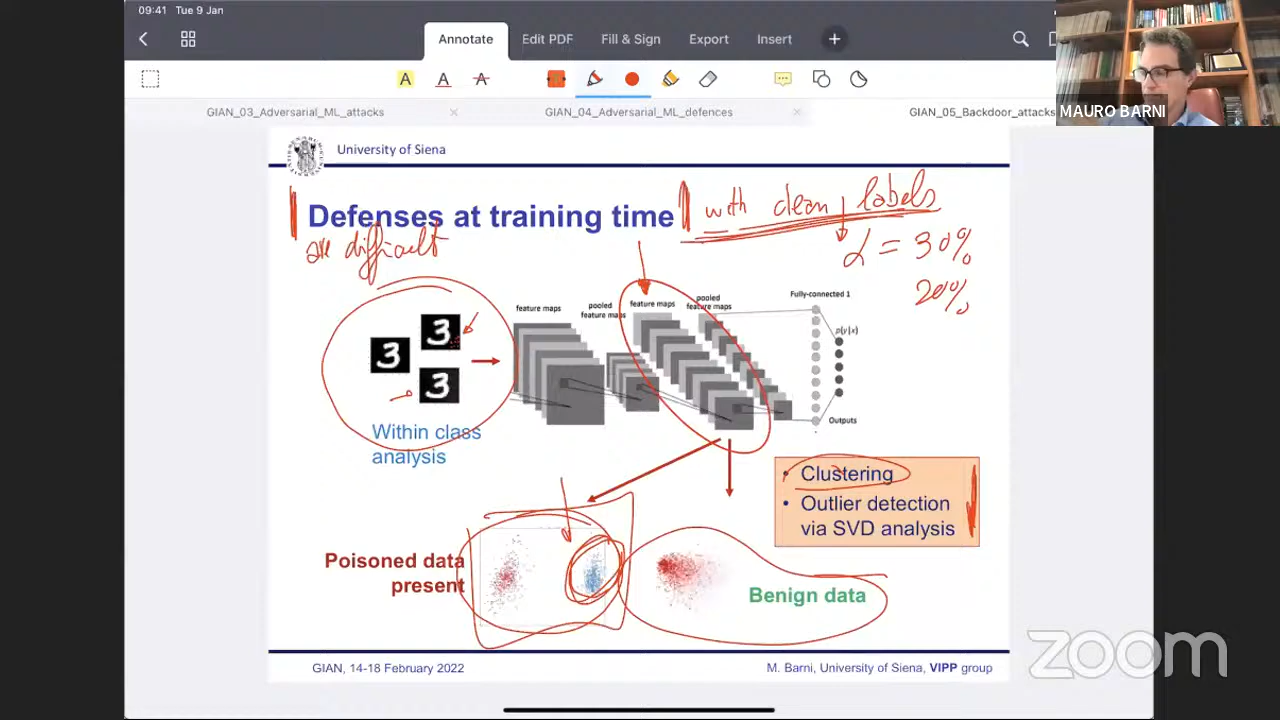 09:41 Tue 9 Jan
Annotate Edit PDF Fill & Sign Export Insert
A A A
MAURO BARNI
GIAN_03_Adversarial_ML_attacks GIAN_04_Adversarial_ML_defences GIAN_05_Backdoor_attacks
University of Siena
Defenses at training time with clean labels
are difficult
α = 30%
20%
feature maps
pooled
feature maps
feature maps
pooled
feature maps
Fully-connected 1
p(y|x)
Outputs
3
3
3
Within class
analysis
• Clustering
• Outlier detection
via SVD analysis
Poisoned data
present
Benign data
GIAN, 14-18 February 2022
M. Barni, University of Siena, VIPP group
zoom